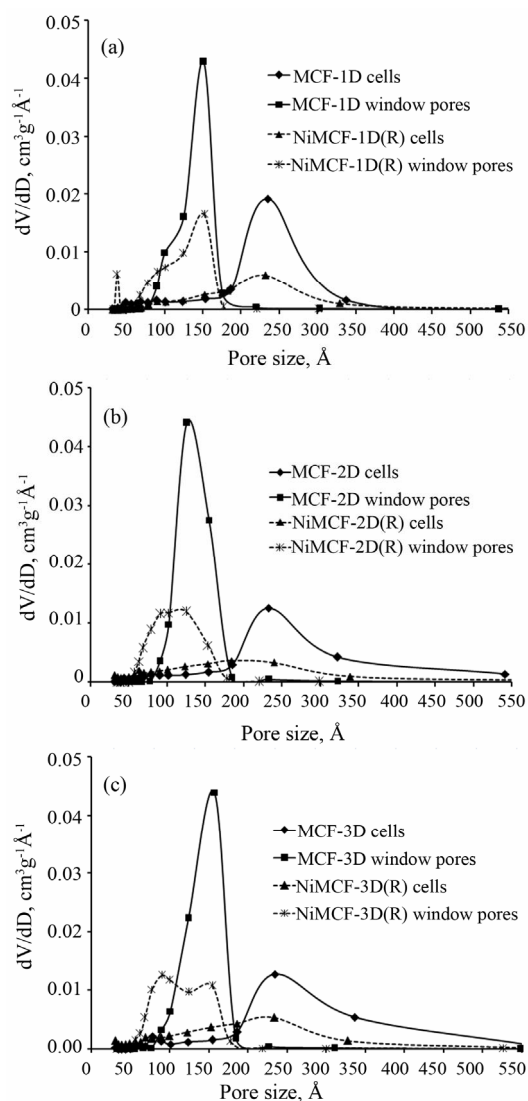 (a)
dV/dD, cm³g⁻¹Å⁻¹
0.05
0.04
0.03
0.02
0.01
0
MCF-1D cells
MCF-1D window pores
NiMCF-1D(R) cells
NiMCF-1D(R) window pores
0 50 100 150 200 250 300 350 400 450 500 550
Pore size, Å
(b)
dV/dD, cm³g⁻¹Å⁻¹
0.05
0.04
0.03
0.02
0.01
0
MCF-2D cells
MCF-2D window pores
NiMCF-2D(R) cells
NiMCF-2D(R) window pores
0 50 100 150 200 250 300 350 400 450 500 550
Pore size, Å
(c)
dV/dD, cm³g⁻¹Å⁻¹
0.05
0.04
0.03
0.02
0.01
0.00
MCF-3D cells
MCF-3D window pores
NiMCF-3D(R) cells
NiMCF-3D(R) window pores
0 50 100 150 200 250 300 350 400 450 500 550
Pore size, Å